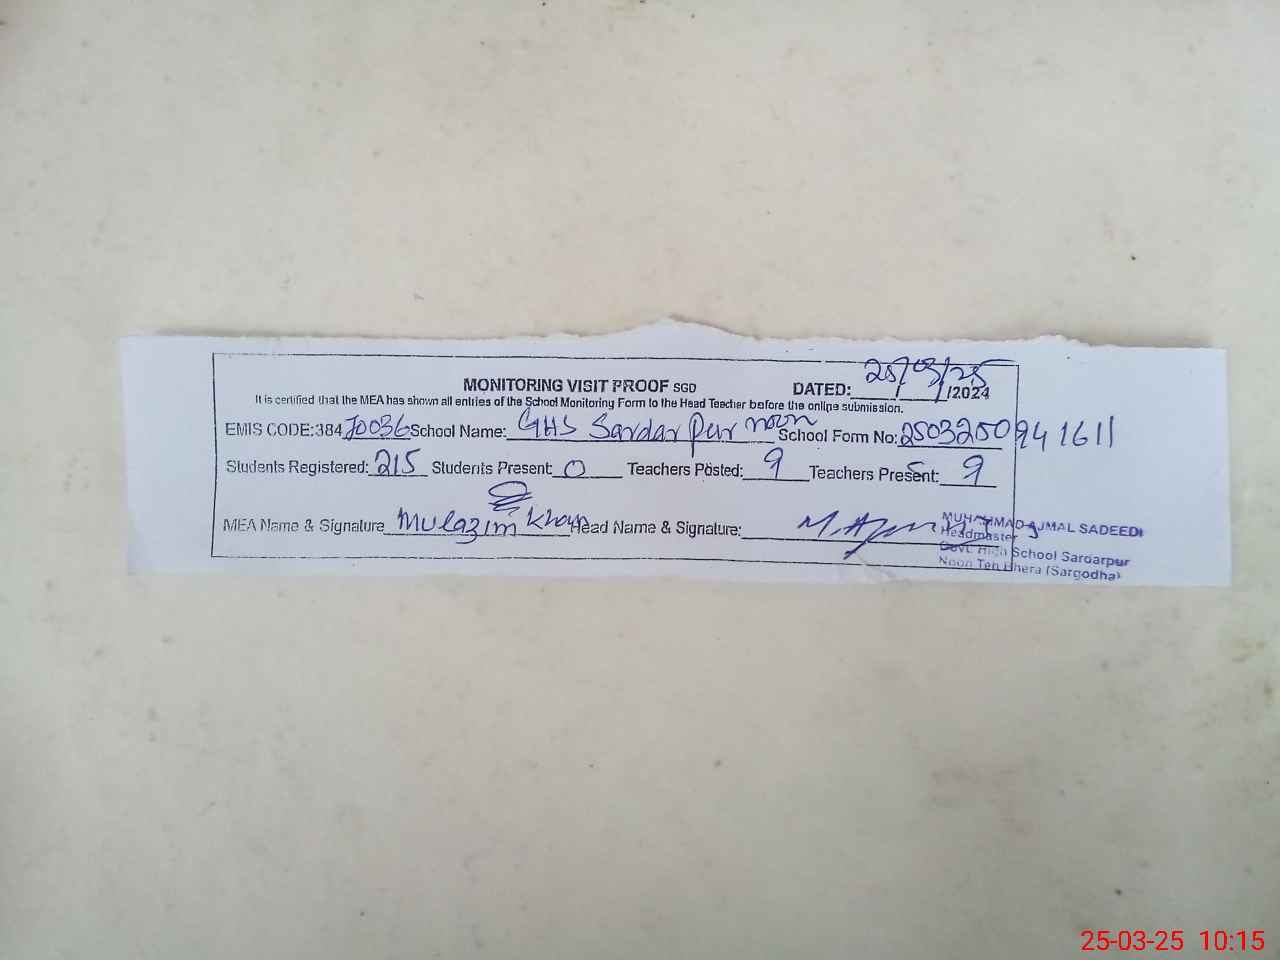 MONITORING VISIT PROOF SGD DATED: 25/03/25 /2024
It is certified that the MEA has shown all entries of the School Monitoring Form to the Head Teacher before the online submission.
EMIS CODE:384 70036 School Name: GHS Sardar Pur noon School Form No: 250325094 1611
Students Registered: 215 Students Present: 0 Teachers Posted: 9 Teachers Present: 9
MEA Name & Signature Mulazim Khan Head Name & Signature:
MUHAMMAD AJMAL SADEEDI
Headmaster
Govt. High School Sardarpur
Noon Teh Bhera (Sargodha)
25-03-25 10:15